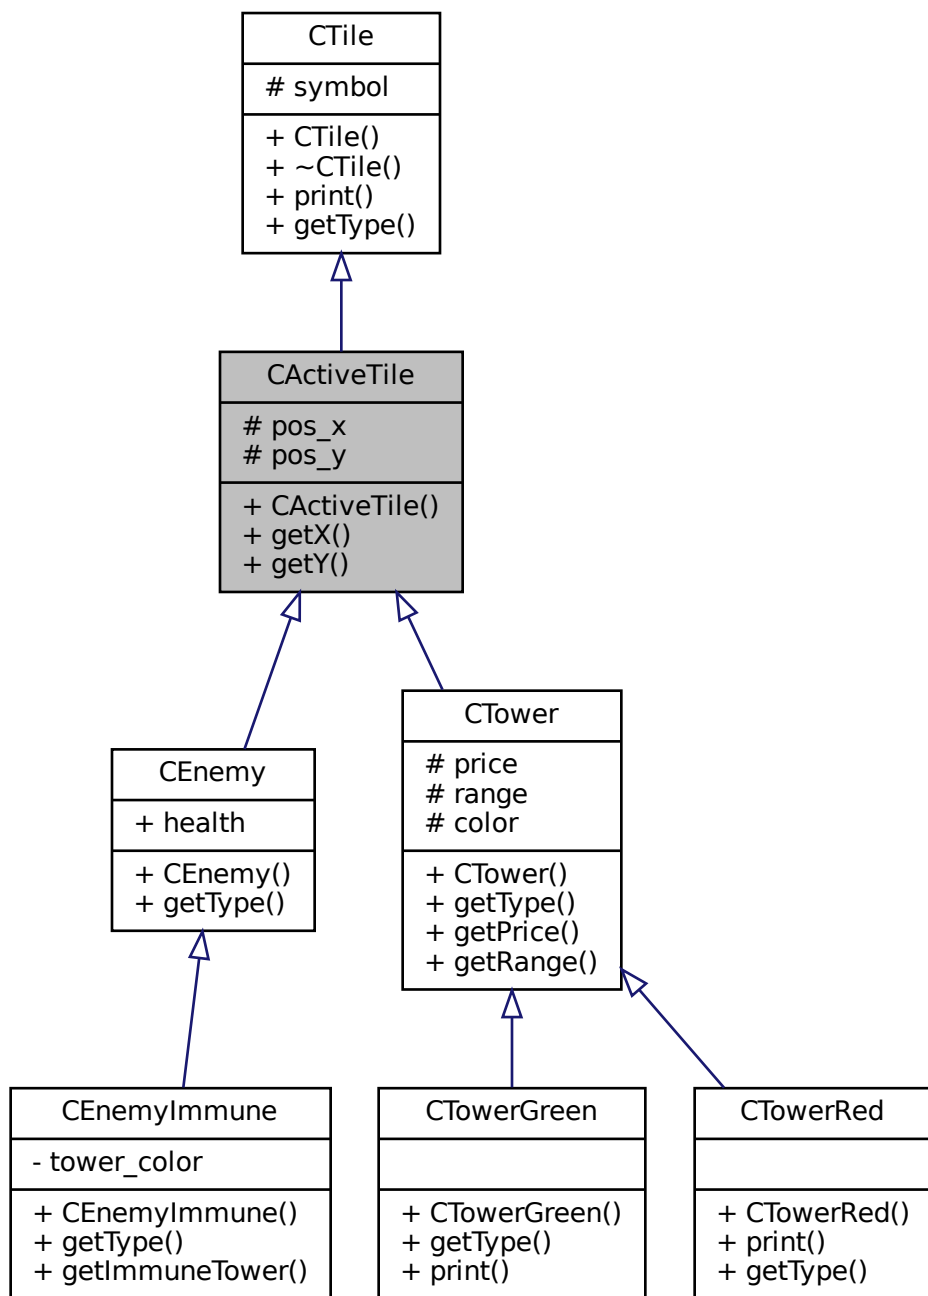 CTile
# symbol
+ CTile()
+ ~CTile()
+ print()
+ getType()
CActiveTile
# pos_x
# pos_y
+ CActiveTile()
+ getX()
+ getY()
CEnemy
+ health
+ CEnemy()
+ getType()
CTower
# price
# range
# color
+ CTower()
+ getType()
+ getPrice()
+ getRange()
CEnemyImmune
- tower_color
+ CEnemyImmune()
+ getType()
+ getImmuneTower()
CTowerGreen
+ CTowerGreen()
+ getType()
+ print()
CTowerRed
+ CTowerRed()
+ print()
+ getType()